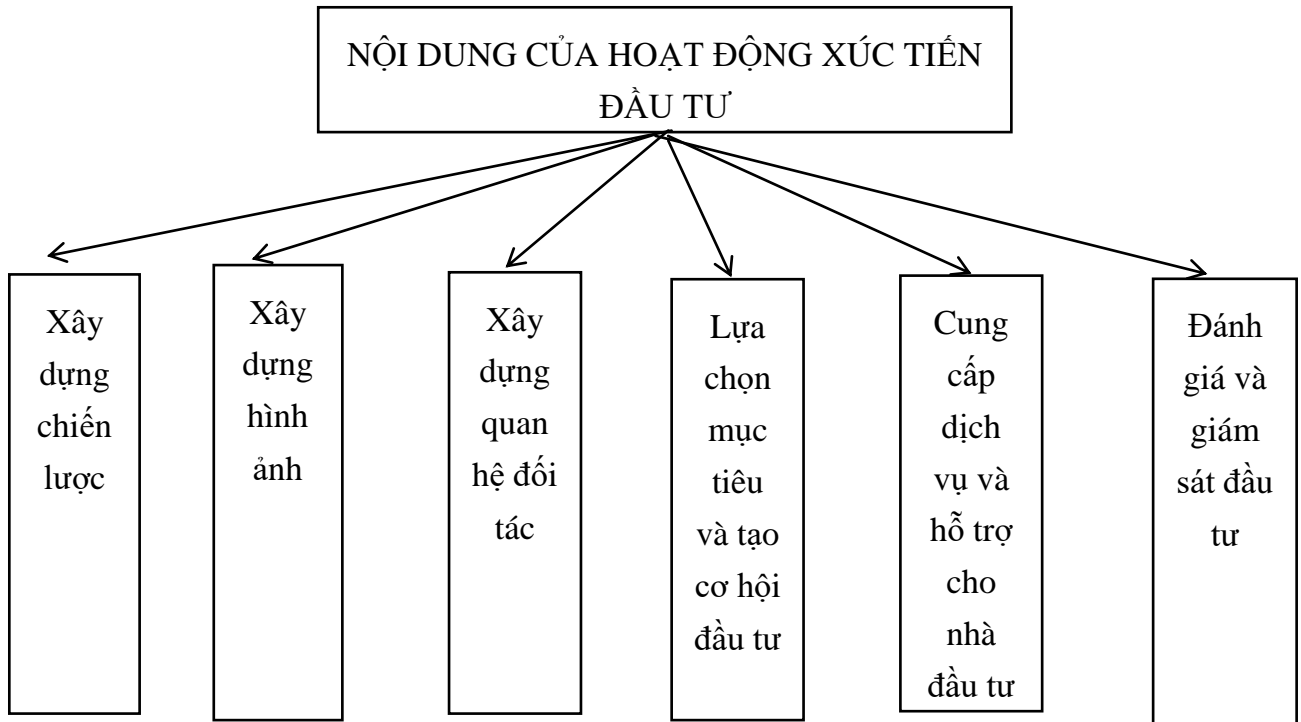 NỘI DUNG CỦA HOẠT ĐỘNG XÚC TIẾN
ĐẦU TƯ
Xây
dựng
chiến
lược
Xây
dựng
hình
ảnh
Xây
dựng
quan
hệ đối
tác
Lựa
chọn
mục
tiêu
và tạo
cơ hội
đầu tư
Cung
cấp
dịch
vụ và
hỗ trợ
cho
nhà
đầu tư
Đánh
giá và
giám
sát đầu
tư